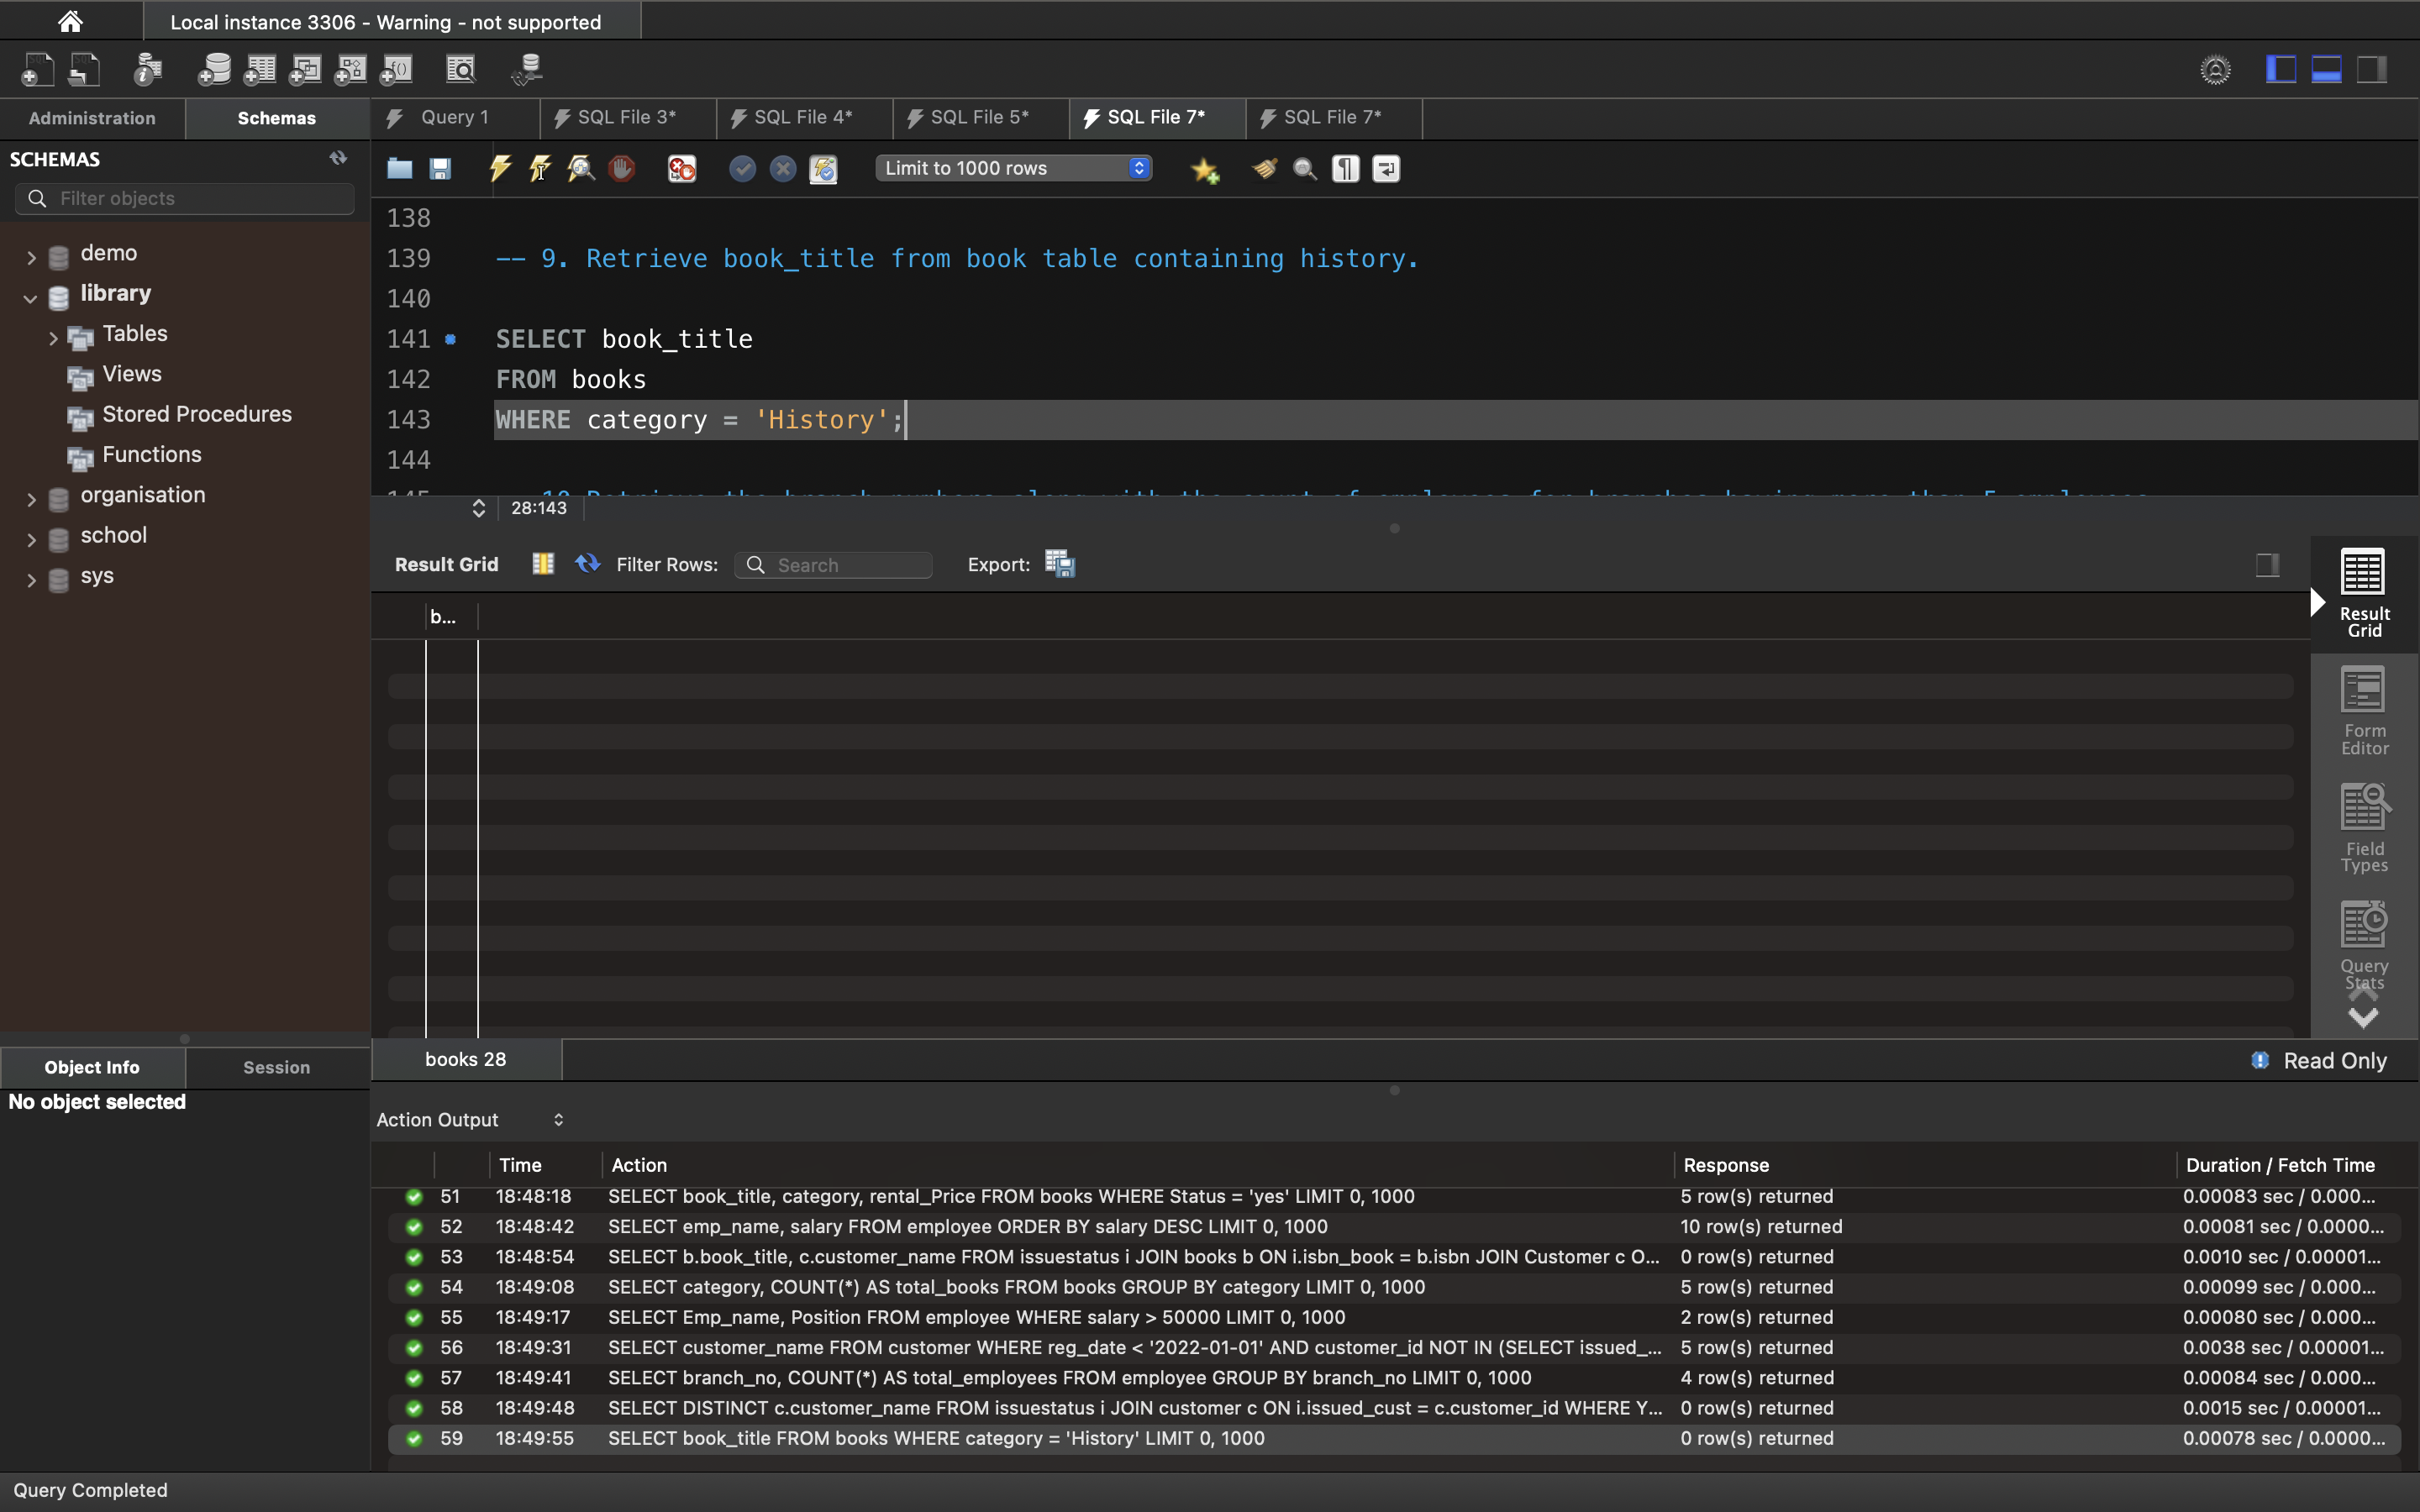 Local instance 3306 - Warning - not supported
Administration
Schemas
Query 1
SQL File 3*
SQL File 4*
SQL File 5*
SQL File 7*
SQL File 7*
SCHEMAS
Filter objects
demo
library
Tables
Views
Stored Procedures
Functions
organisation
school
sys
Limit to 1000 rows
138
139 -- 9. Retrieve book_title from book table containing history.
140
141 SELECT book_title
142 FROM books
143 WHERE category = 'History';
144
28:143
Result Grid
Filter Rows:
Search
Export:
b...
Result
Grid
Form
Editor
Field
Types
Query
Stats
Object Info
Session
No object selected
books 28
Read Only
Action Output
Time Action Response Duration / Fetch Time
51 18:48:18 SELECT book_title, category, rental_Price FROM books WHERE Status = 'yes' LIMIT 0, 1000 5 row(s) returned 0.00083 sec / 0.000...
52 18:48:42 SELECT emp_name, salary FROM employee ORDER BY salary DESC LIMIT 0, 1000 10 row(s) returned 0.00081 sec / 0.0000...
53 18:48:54 SELECT b.book_title, c.customer_name FROM issuestatus i JOIN books b ON i.isbn_book = b.isbn JOIN Customer c O... 0 row(s) returned 0.0010 sec / 0.00001...
54 18:49:08 SELECT category, COUNT(*) AS total_books FROM books GROUP BY category LIMIT 0, 1000 5 row(s) returned 0.00099 sec / 0.000...
55 18:49:17 SELECT Emp_name, Position FROM employee WHERE salary > 50000 LIMIT 0, 1000 2 row(s) returned 0.00080 sec / 0.000...
56 18:49:31 SELECT customer_name FROM customer WHERE reg_date < '2022-01-01' AND customer_id NOT IN (SELECT issued_... 5 row(s) returned 0.0038 sec / 0.00001...
57 18:49:41 SELECT branch_no, COUNT(*) AS total_employees FROM employee GROUP BY branch_no LIMIT 0, 1000 4 row(s) returned 0.00084 sec / 0.000...
58 18:49:48 SELECT DISTINCT c.customer_name FROM issuestatus i JOIN customer c ON i.issued_cust = c.customer_id WHERE Y... 0 row(s) returned 0.0015 sec / 0.00001...
59 18:49:55 SELECT book_title FROM books WHERE category = 'History' LIMIT 0, 1000 0 row(s) returned 0.00078 sec / 0.0000...
Query Completed